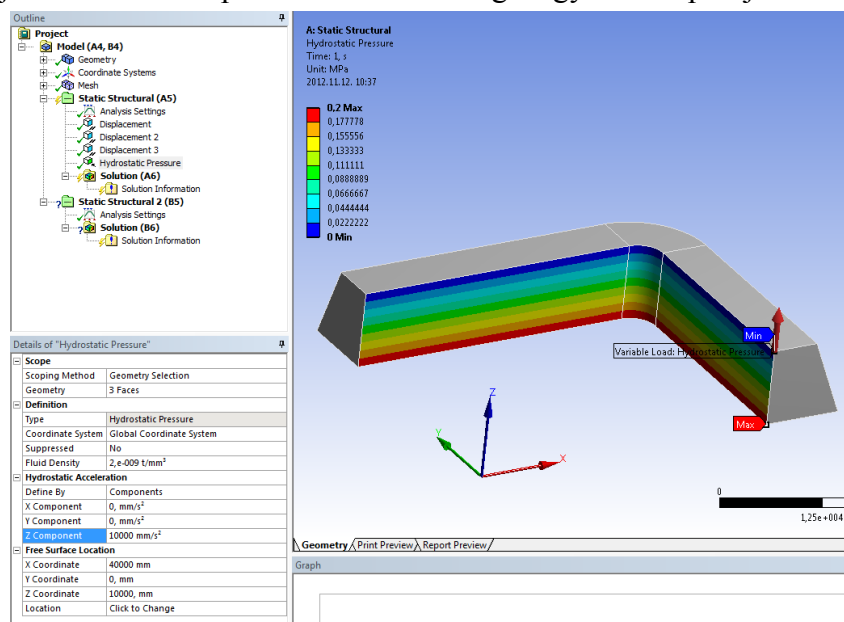 Outline
Project
Model (A4, B4)
Geometry
Coordinate Systems
Mesh
Static Structural (A5)
Analysis Settings
Displacement
Displacement 2
Displacement 3
Hydrostatic Pressure
Solution (A6)
Solution Information
Static Structural 2 (B5)
Analysis Settings
Solution (B6)
Solution Information
Details of "Hydrostatic Pressure"
Scope
Scoping Method Geometry Selection
Geometry 3 Faces
Definition
Type Hydrostatic Pressure
Coordinate System Global Coordinate System
Suppressed No
Fluid Density 2,e-009 t/mm³
Hydrostatic Acceleration
Define By Components
X Component 0, mm/s²
Y Component 0, mm/s²
Z Component 10000 mm/s²
Free Surface Location
X Coordinate 40000 mm
Y Coordinate 0, mm
Z Coordinate 10000, mm
Location Click to Change
A: Static Structural
Hydrostatic Pressure
Time: 1, s
Unit: MPa
2012.11.12. 10:37
0,2 Max
0,177778
0,155556
0,133333
0,111111
0,0888889
0,0666667
0,0444444
0,0222222
0 Min
Min
Variable Load: Hydrostatic Pressure
Max
Z
Y
X
0
1,25e+004
Geometry Print Preview Report Preview
Graph